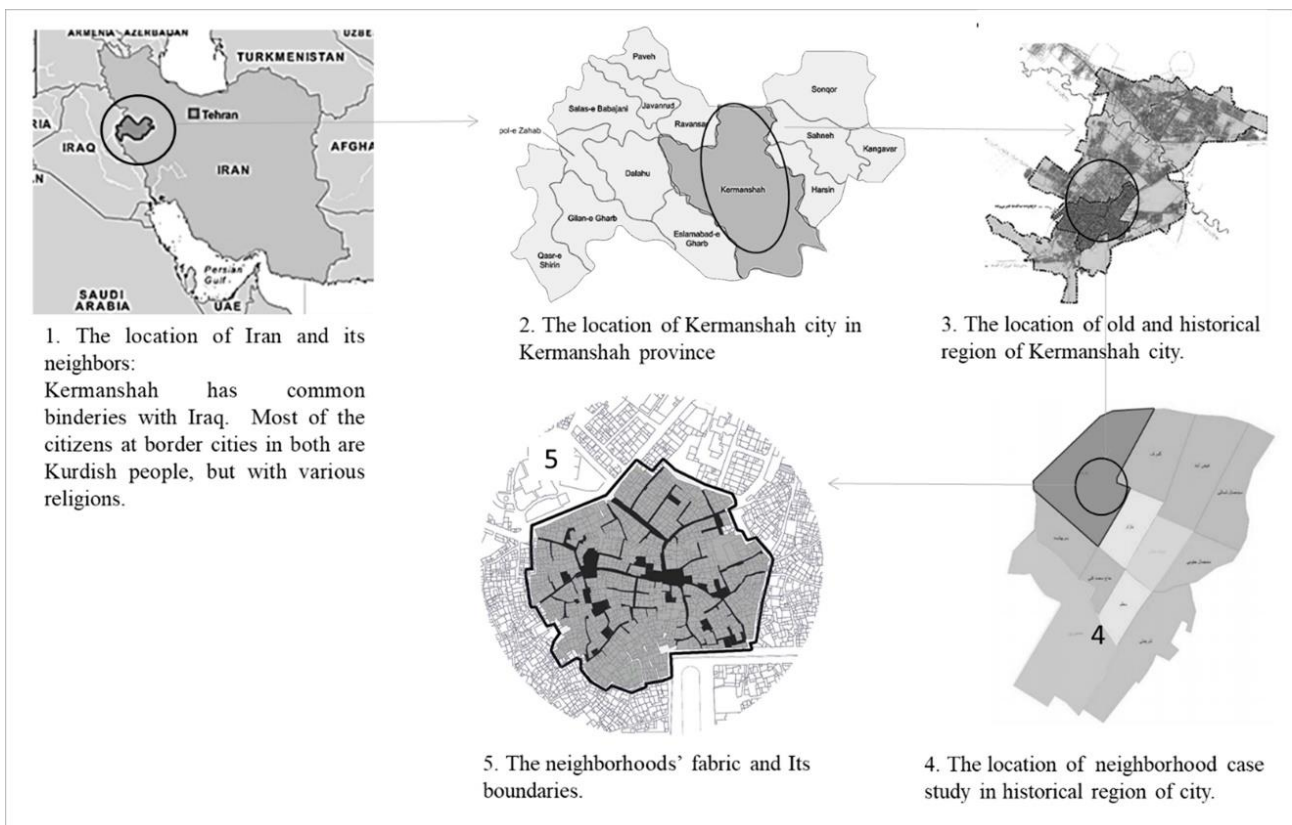 ARMENIA AZERBAIJAN
UZBE
TURKMENISTAN
Tehran
RIA
IRAQ
IRAN
AFGHA
N
Persian
Gulf
SAUDI
ARABIA
UAE
Paveh
Salas-e Babajani
Javanrud
Ravansar
pol-e Zahab
Dalahu
Gilan-e Gharb
Qasr-e
Shirin
Eslamabad-e
Gharb
Kermanshah
Sonqor
Sahneh
Kangavar
Harsin
1. The location of Iran and its
neighbors:
Kermanshah has common
binderies with Iraq. Most of the
citizens at border cities in both are
Kurdish people, but with various
religions.
2. The location of Kermanshah city in
Kermanshah province
3. The location of old and historical
region of Kermanshah city.
5
4
5. The neighborhoods’ fabric and Its
boundaries.
4. The location of neighborhood case
study in historical region of city.